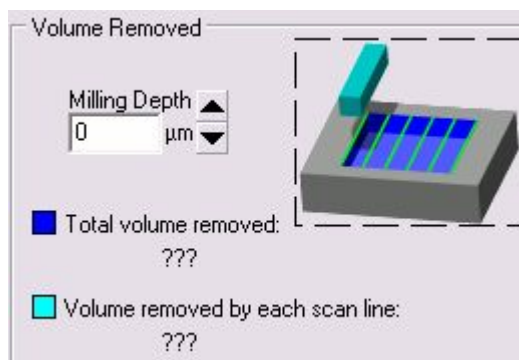 Volume Removed
Milling Depth
0 µm
Total volume removed:
???
Volume removed by each scan line:
???